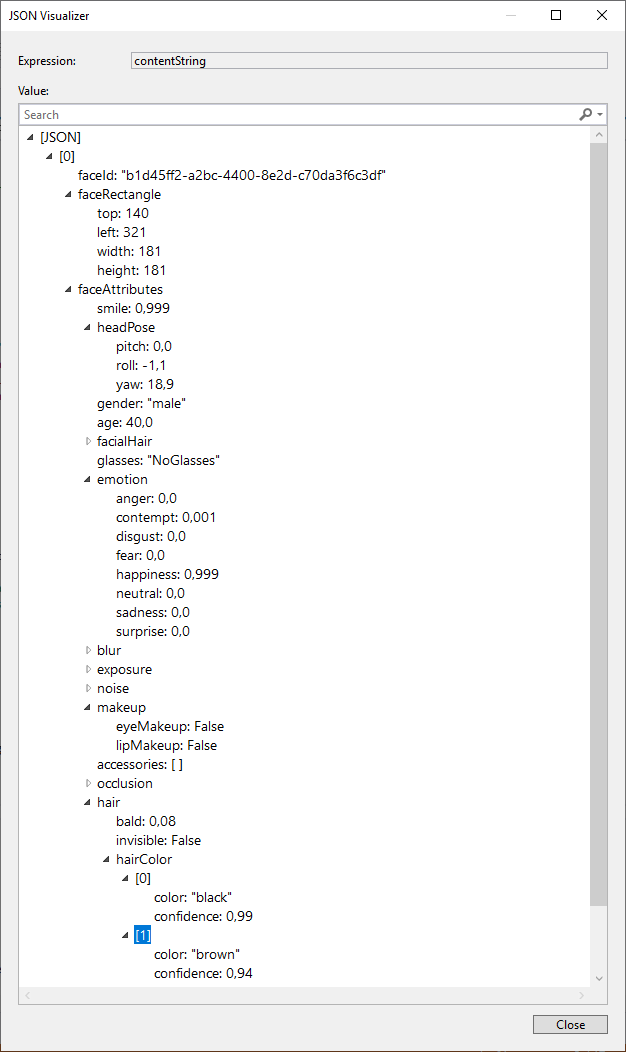 JSON Visualizer
Expression: contentString
Value:
Search
[JSON]
[0]
faceId: "b1d45ff2-a2bc-4400-8e2d-c70da3f6c3df"
faceRectangle
top: 140
left: 321
width: 181
height: 181
faceAttributes
smile: 0,999
headPose
pitch: 0,0
roll: -1,1
yaw: 18,9
gender: "male"
age: 40,0
facialHair
glasses: "NoGlasses"
emotion
anger: 0,0
contempt: 0,001
disgust: 0,0
fear: 0,0
happiness: 0,999
neutral: 0,0
sadness: 0,0
surprise: 0,0
blur
exposure
noise
makeup
eyeMakeup: False
lipMakeup: False
accessories: [ ]
occlusion
hair
bald: 0,08
invisible: False
hairColor
[0]
color: "black"
confidence: 0,99
[1]
color: "brown"
confidence: 0,94
Close